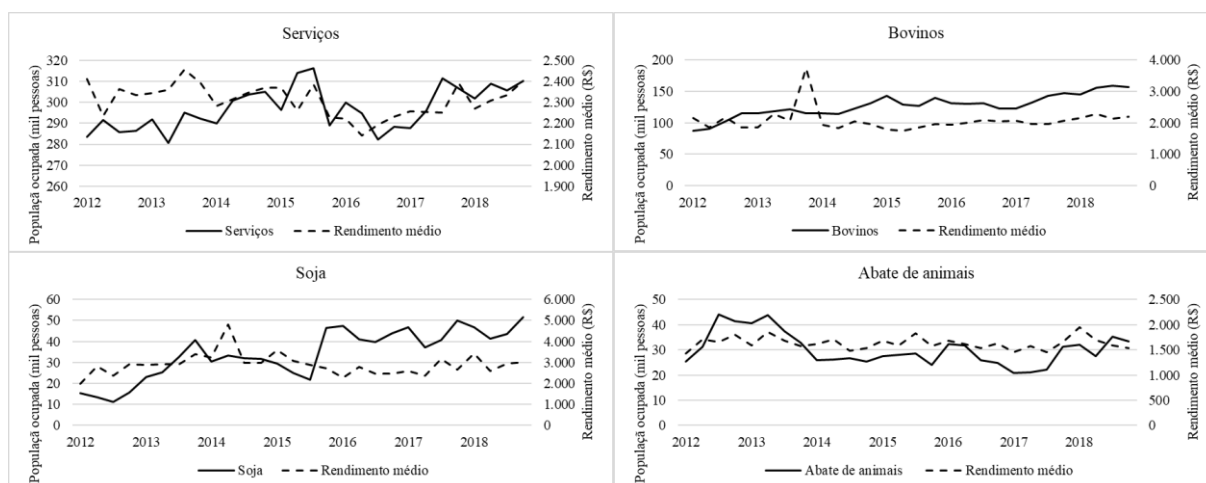 Serviços
Populaçã ocupada (mil pessoas)
320
310
300
290
280
270
260
2.500
2.400
2.300
2.200
2.100
2.000
1.900
Rendimento médio (R$)
2012 2013 2014 2015 2016 2017 2018
Serviços Rendimento médio
Bovinos
Populaçã ocupada (mil pessoas)
200
150
100
50
0
4.000
3.000
2.000
1.000
0
Rendimento médio (R$)
2012 2013 2014 2015 2016 2017 2018
Bovinos Rendimento médio
Soja
Populaçã ocupada (mil pessoas)
60
50
40
30
20
10
0
6.000
5.000
4.000
3.000
2.000
1.000
0
Rendimento médio (R$)
2012 2013 2014 2015 2016 2017 2018
Soja Rendimento médio
Abate de animais
Populaçã ocupada (mil pessoas)
50
40
30
20
10
0
2.500
2.000
1.500
1.000
500
0
Rendimento médio (R$)
2012 2013 2014 2015 2016 2017 2018
Abate de animais Rendimento médio